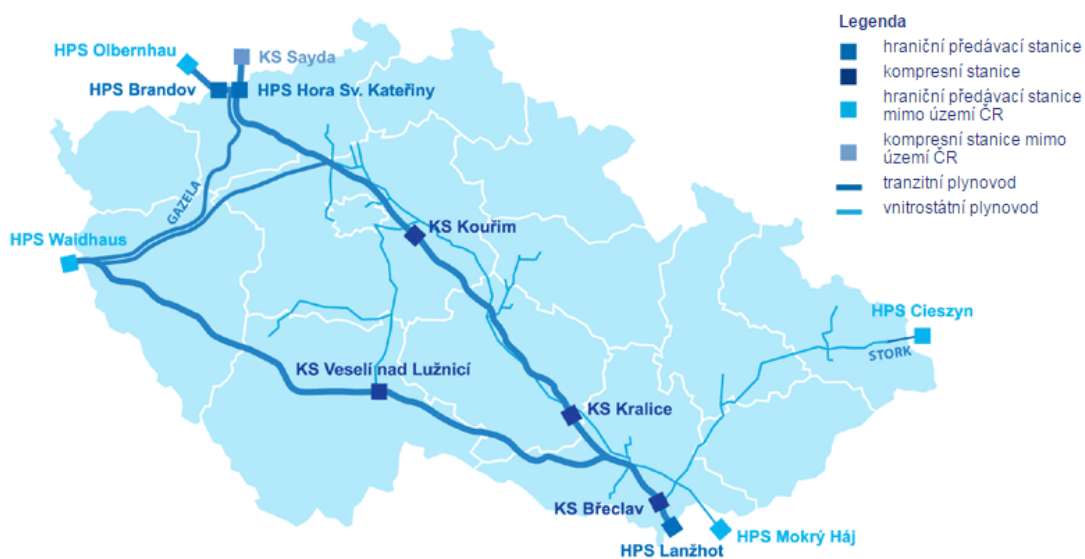 HPS Olbernhau
KS Sayda
HPS Brandov
HPS Hora Sv. Kateřiny
GAZELA
HPS Waidhaus
KS Kouřim
KS Veselí nad Lužnicí
KS Kralice
HPS Cieszyn
STORK
KS Břeclav
HPS Lanžhot
HPS Mokrý Háj
Legenda
hraniční předávací stanice
kompresní stanice
hraniční předávací stanice
mimo území ČR
kompresní stanice mimo
území ČR
tranzitní plynovod
vnitrostátní plynovod